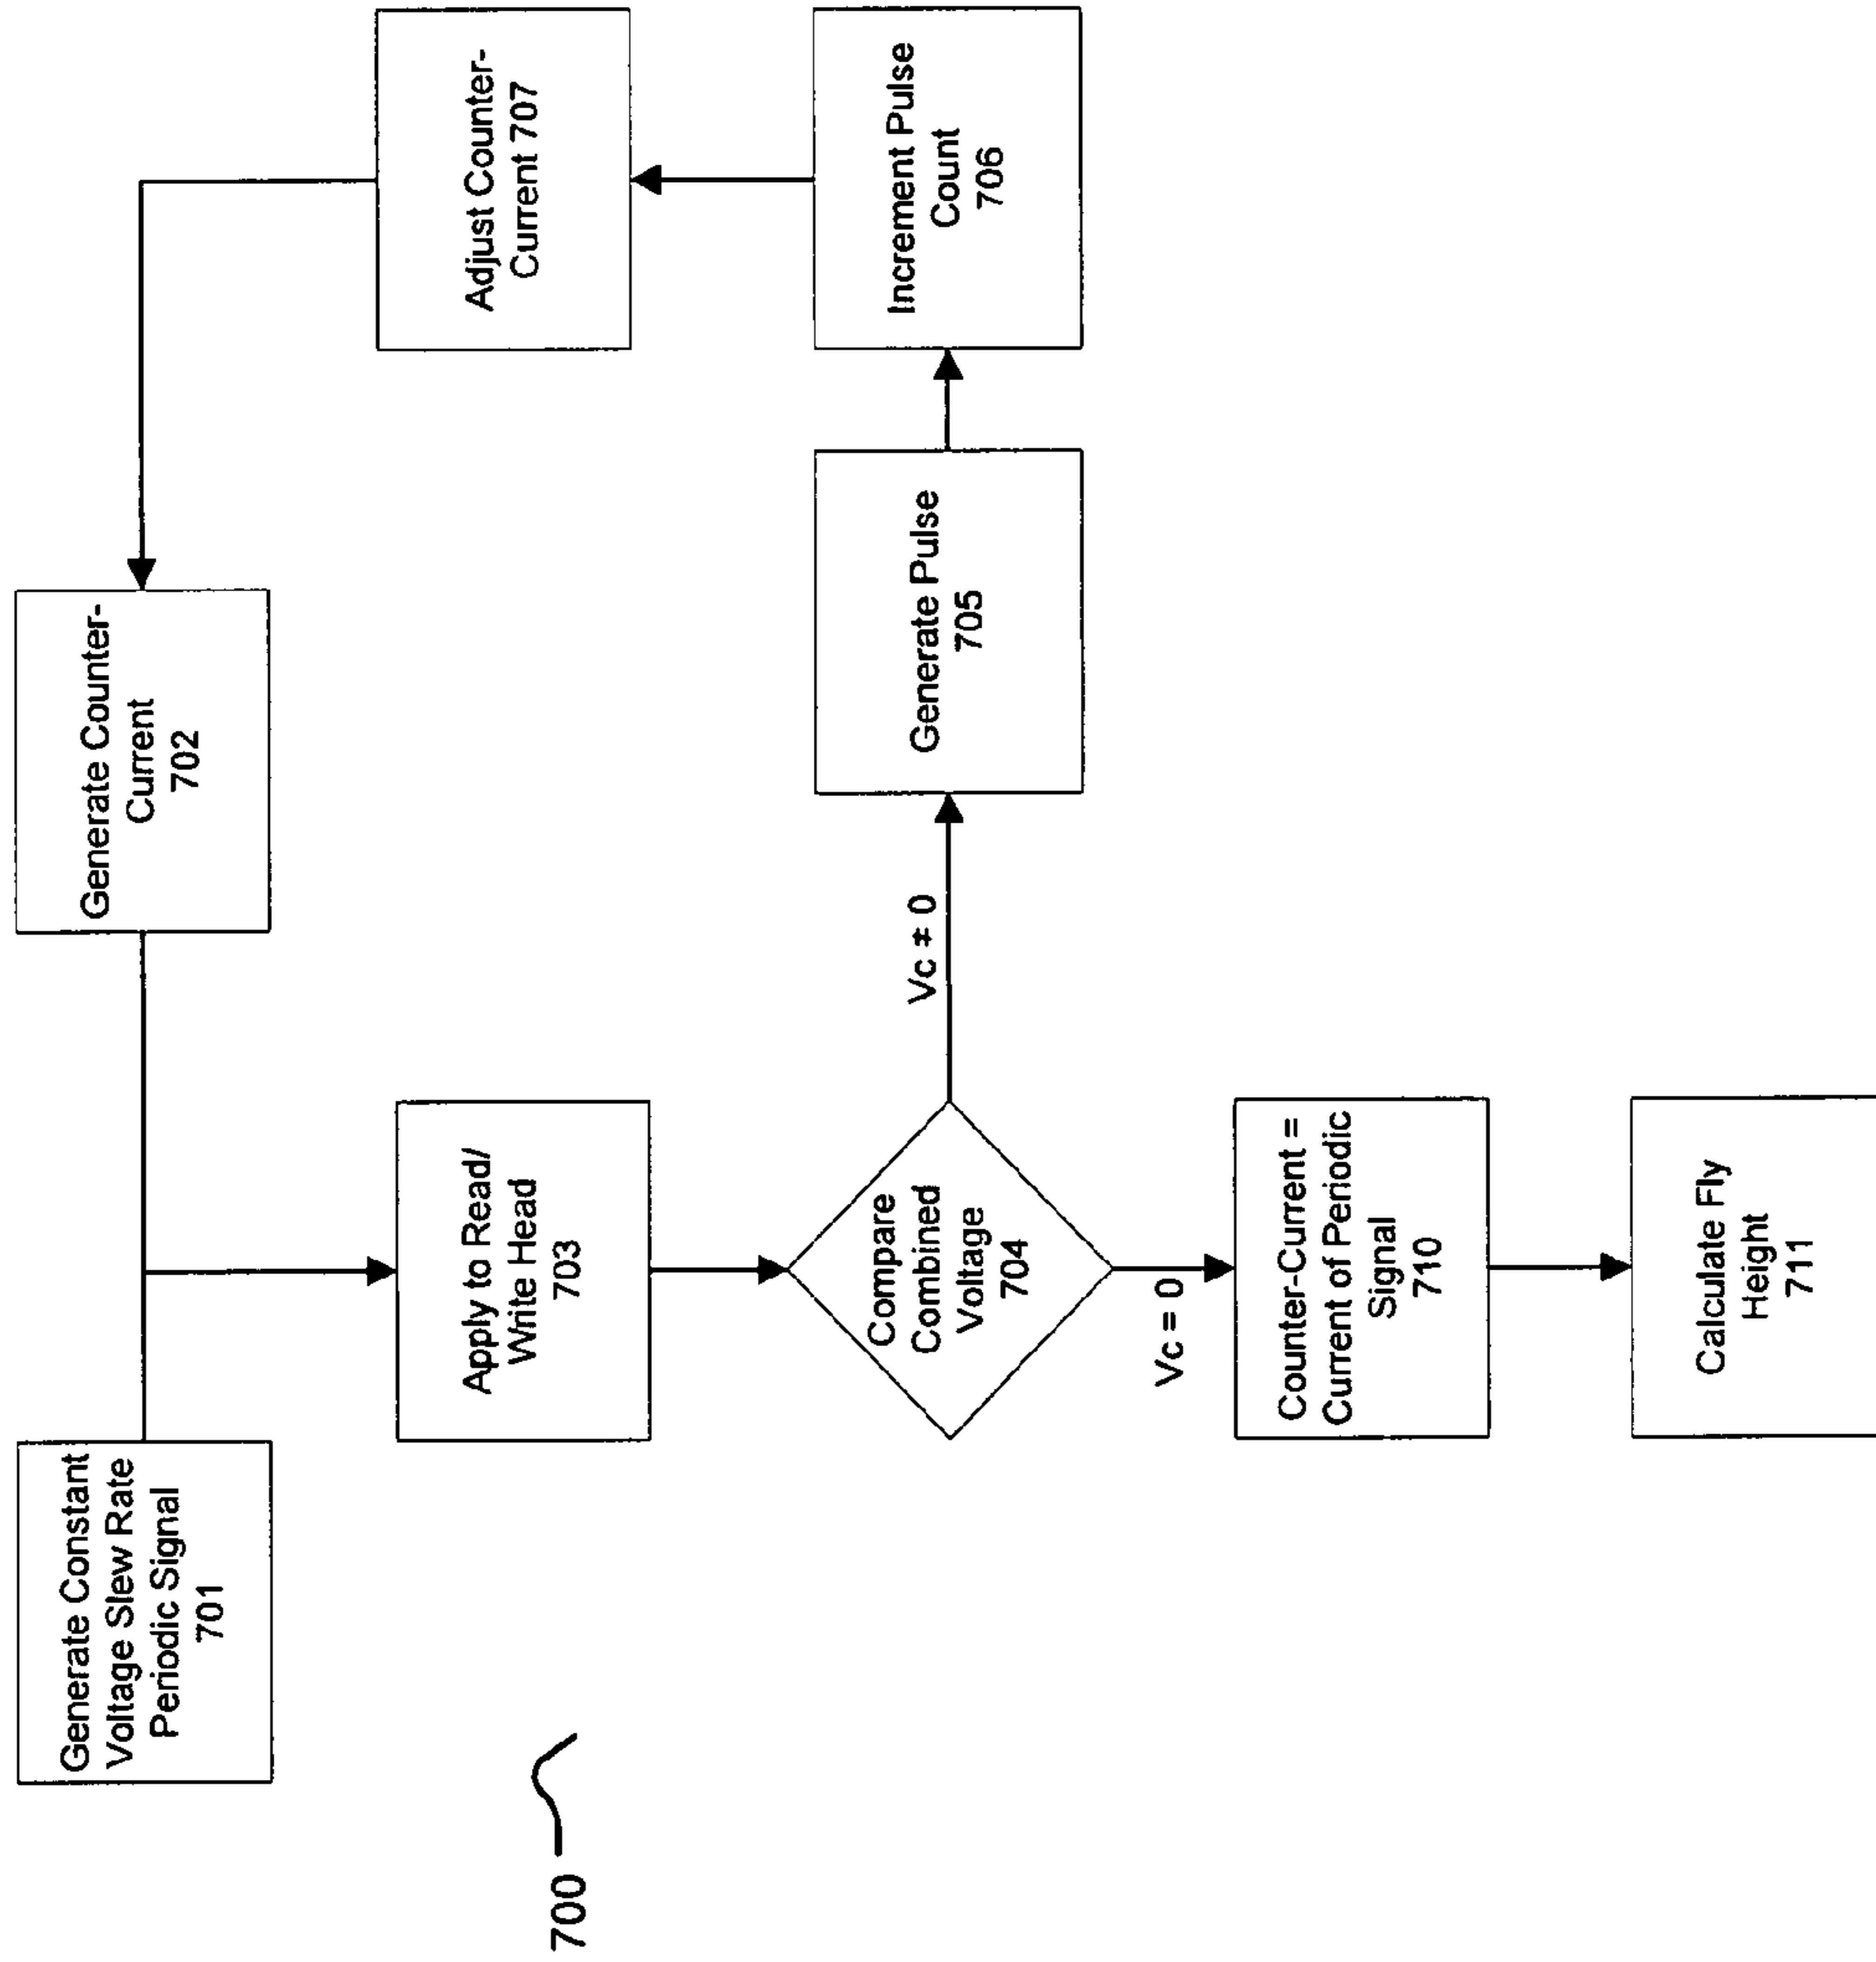 Generate Constant
Voltage Slew Rate
Periodic Signal
701
Generate Counter-
Current
702
Apply to Read/
Write Head
703
Compare
Combined
Voltage
704
Vc ≠ 0
Generate Pulse
705
Increment Pulse
Count
706
Adjust Counter-
Current 707
Vc = 0
Counter-Current =
Current of Periodic
Signal
710
Calculate Fly
Height
711
700